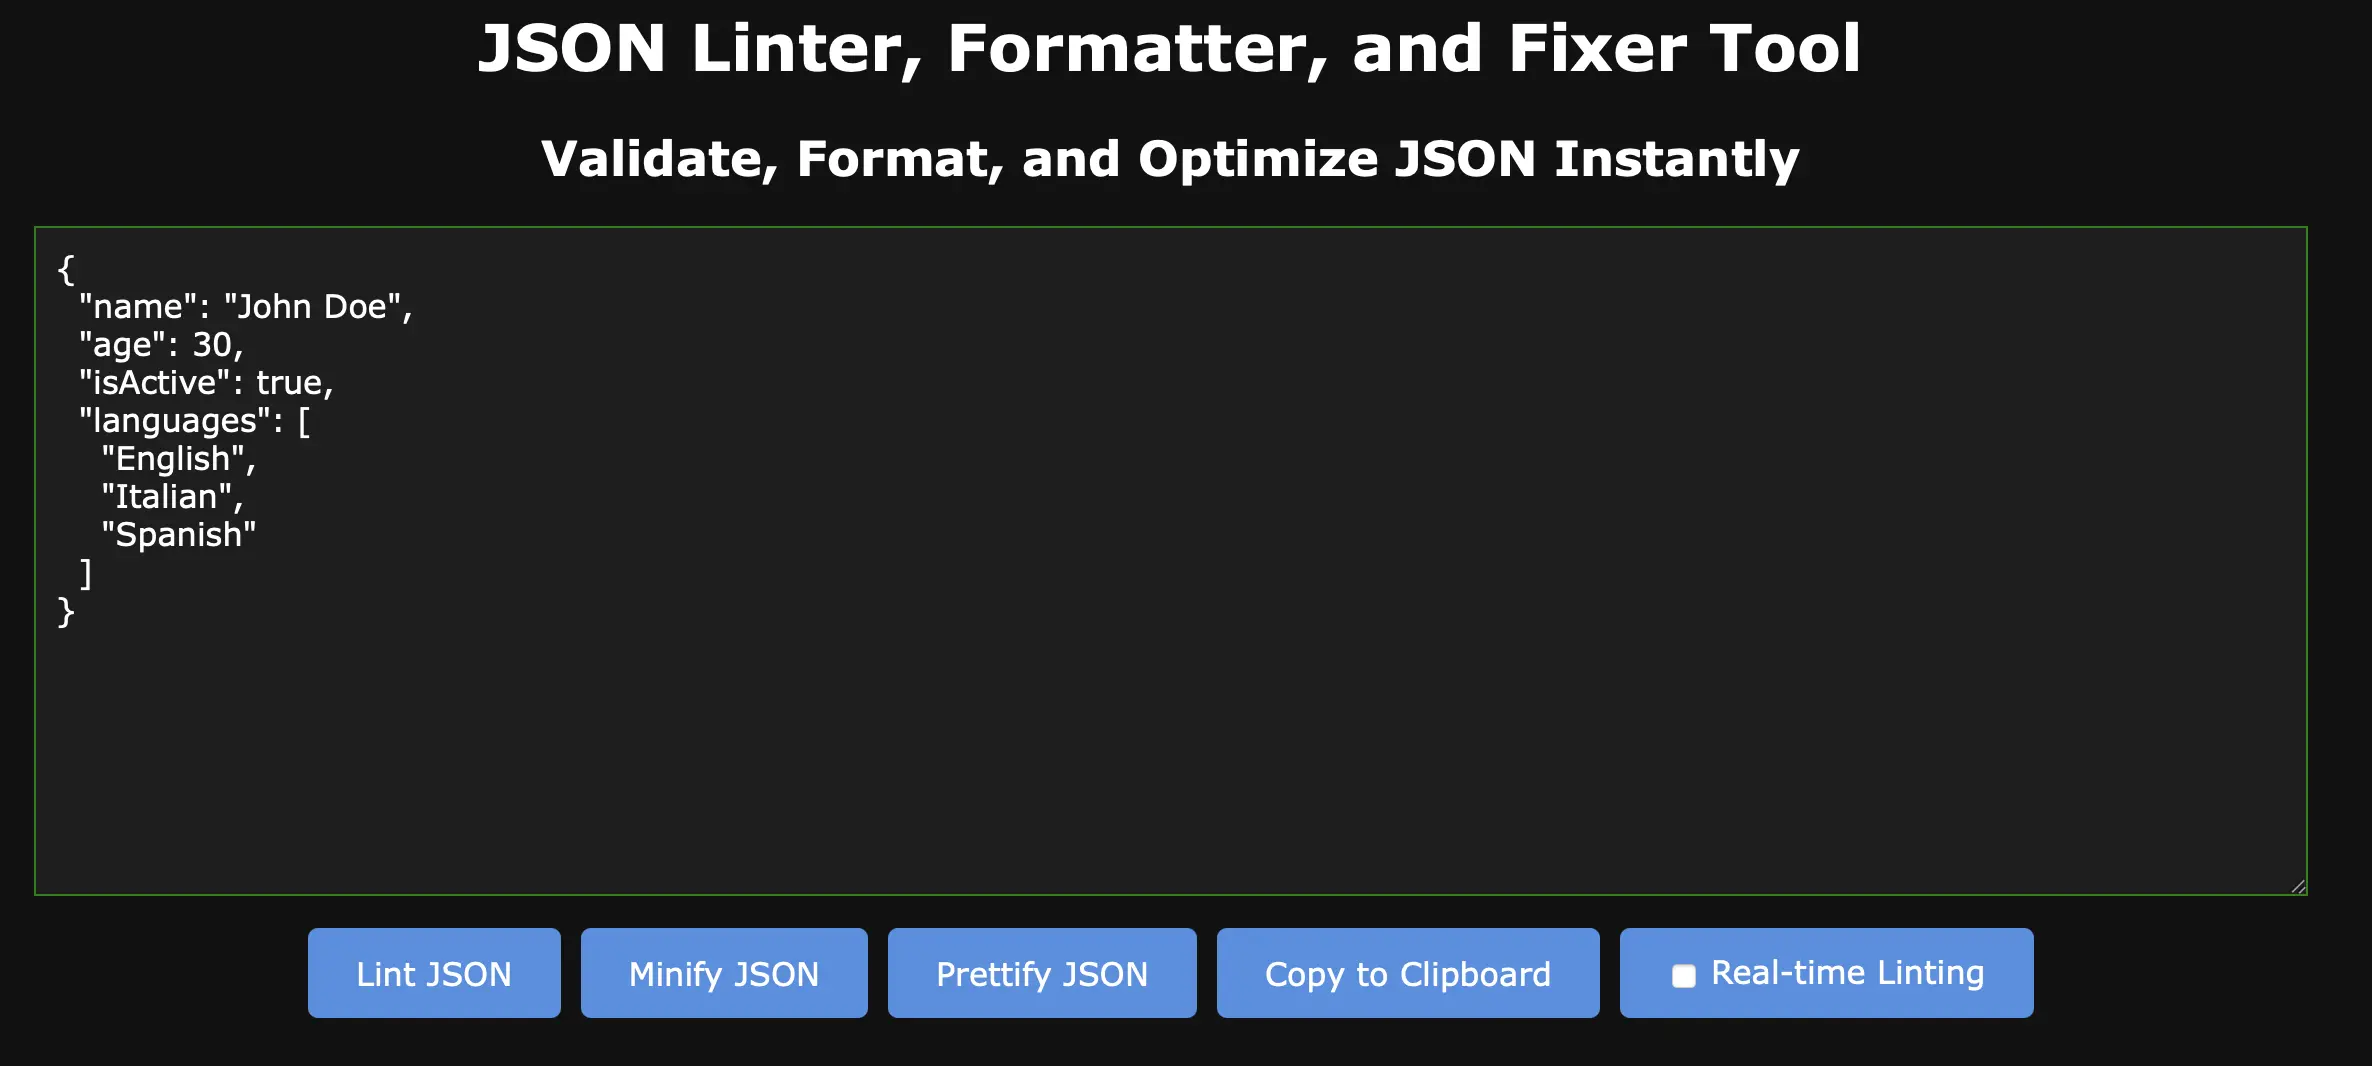 JSON Linter, Formatter, and Fixer Tool
Validate, Format, and Optimize JSON Instantly
{
  "name": "John Doe",
  "age": 30,
  "isActive": true,
  "languages": [
    "English",
    "Italian",
    "Spanish"
  ]
}
Lint JSON
Minify JSON
Prettify JSON
Copy to Clipboard
Real-time Linting